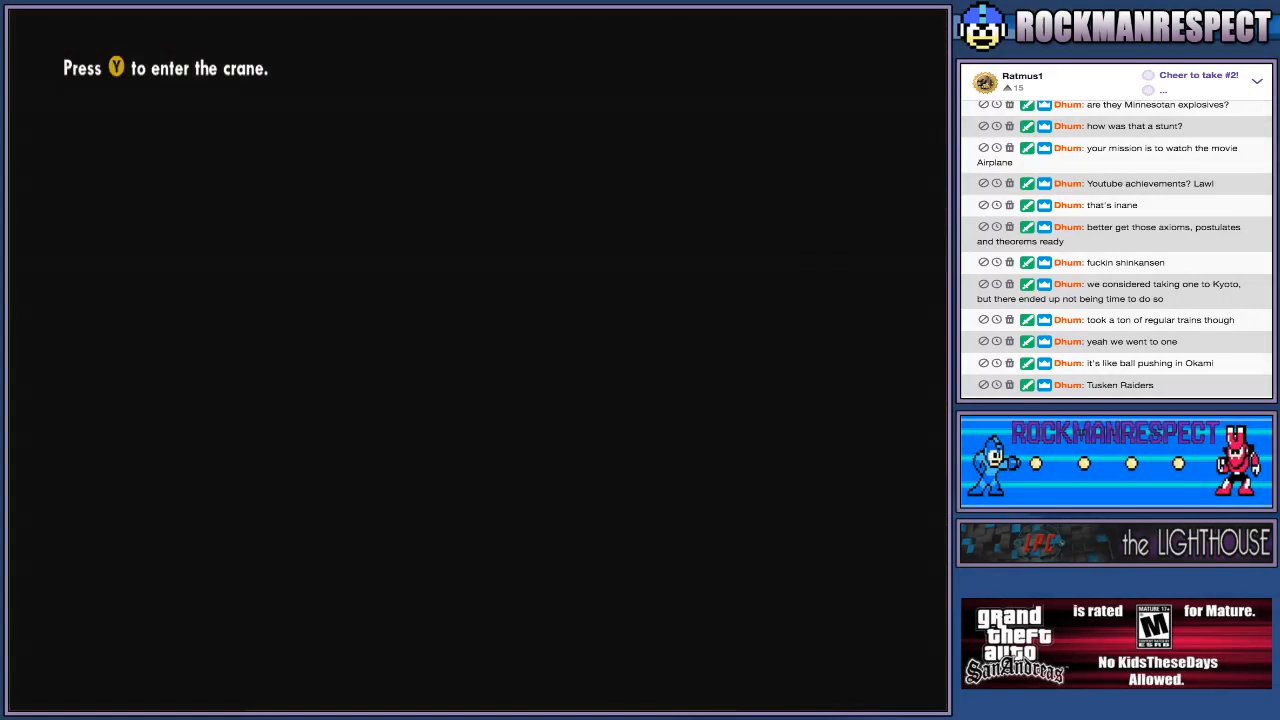 Press Y to enter the crane.
ROCKMANRESPECT
Ratmus1
15
Cheer to take #2!
...
Dhum: are they Minnesotan explosives?
Dhum: how was that a stunt?
Dhum: your mission is to watch the movie
Airplane
Dhum: Youtube achievements? Lawl
Dhum: that's inane
Dhum: better get those axioms, postulates
and theorems ready
Dhum: fuckin shinkansen
Dhum: we considered taking one to Kyoto,
but there ended up not being time to do so
Dhum: took a ton of regular trains though
Dhum: yeah we went to one
Dhum: it's like ball pushing in Okami
Dhum: Tusken Raiders
ROCKMANRESPECT
LPC
the LIGHTHOUSE
grand
theft
auto
SanAndreas
is rated
MATURE 17+
M
ESRB
for Mature.
No KidsTheseDays
Allowed.